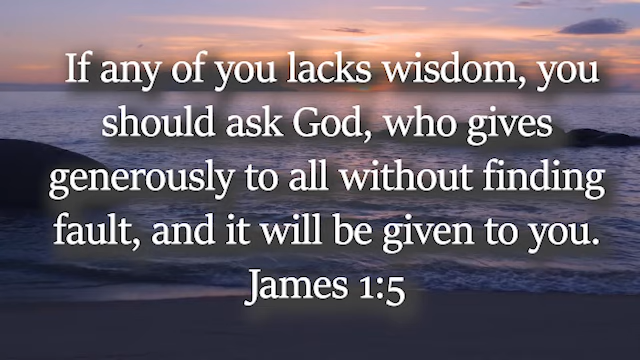 If any of you lacks wisdom, you
should ask God, who gives
generously to all without finding
fault, and it will be given to you.
James 1:5